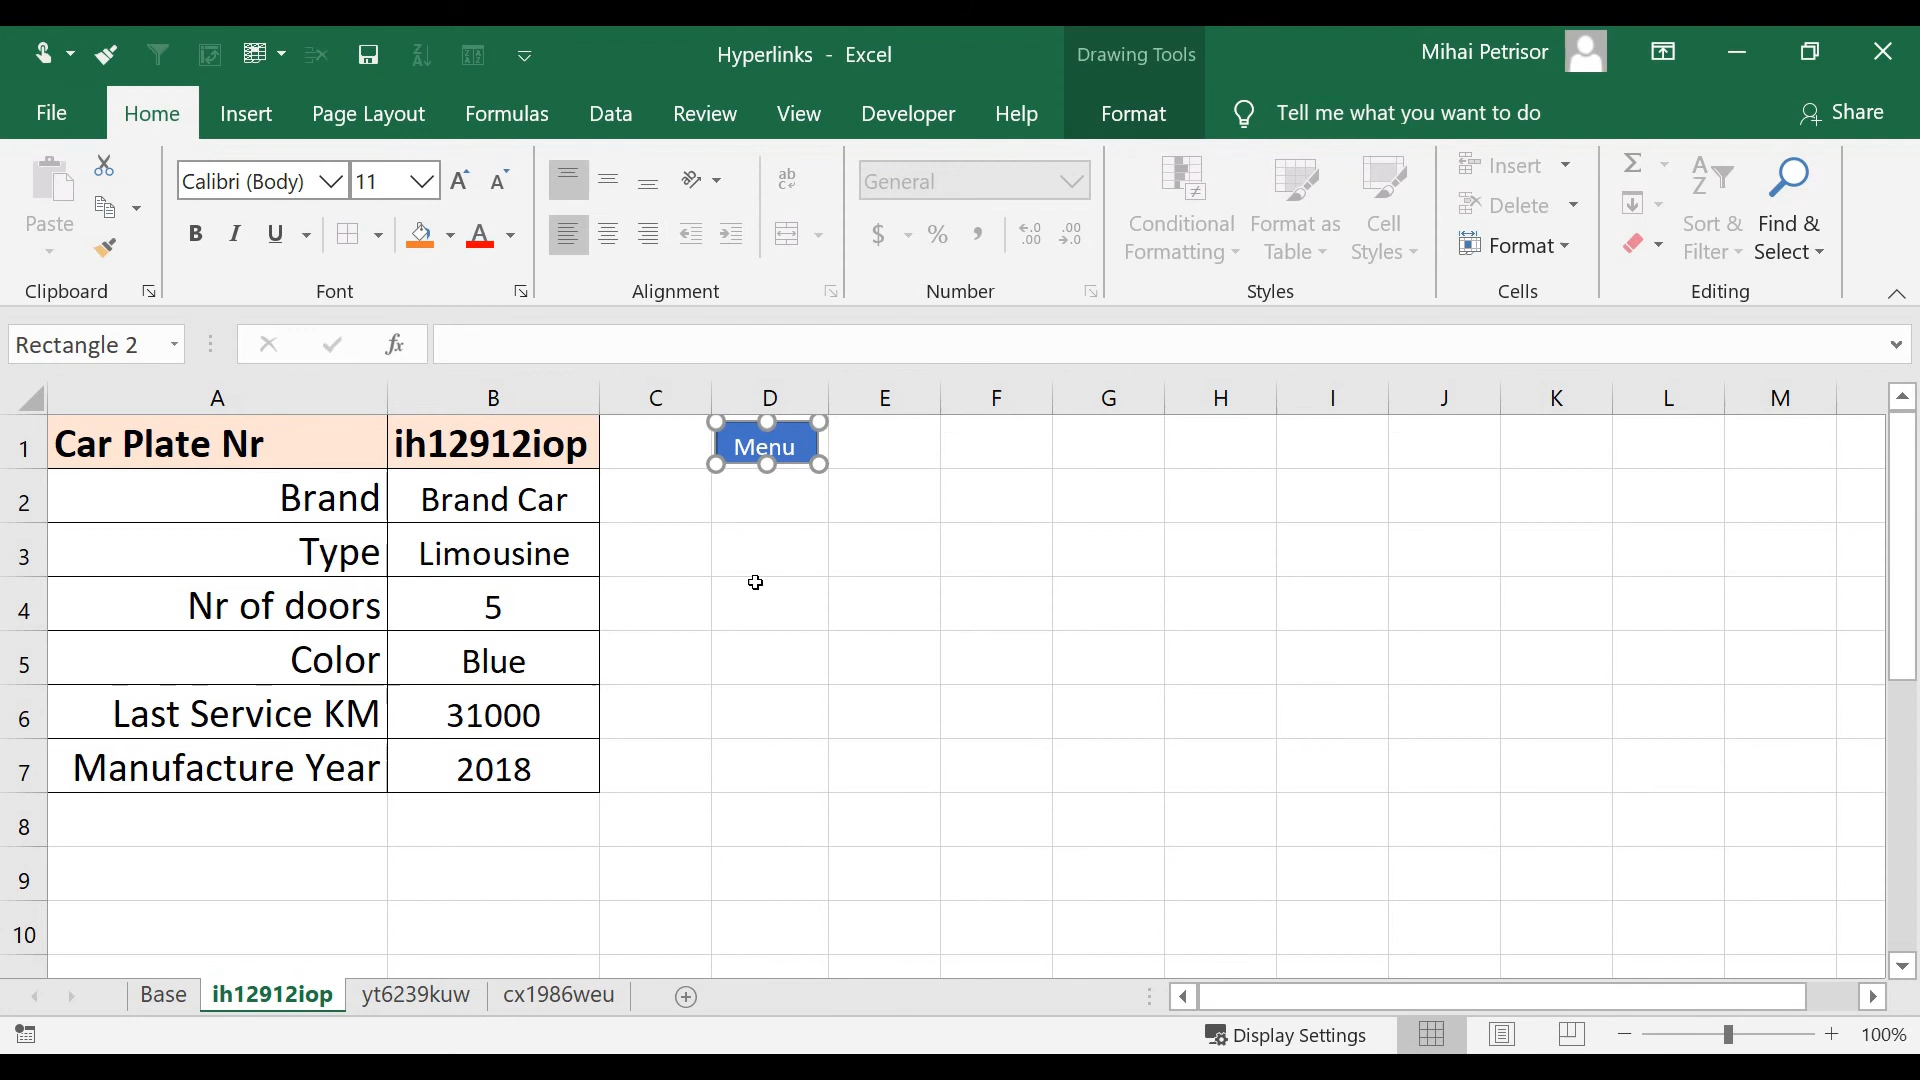 Hyperlinks - Excel
Drawing Tools
Mihai Petrisor
File Home Insert Page Layout Formulas Data Review View Developer Help Format Tell me what you want to do Share
Paste
Clipboard
Calibri (Body) 11
B I U A
Font
ab
Alignment
General
$ % ,
Number
Conditional Formatting
Format as Table
Cell Styles
Styles
Insert
Delete
Format
Cells
Sort & Filter
Find & Select
Editing
Rectangle 2 fx
A B C D E F G H I J K L M
1 Car Plate Nr ih12912iop Menu
2 Brand Brand Car
3 Type Limousine
4 Nr of doors 5
5 Color Blue
6 Last Service KM 31000
7 Manufacture Year 2018
8
9
10
Base ih12912iop yt6239kuw cx1986weu
Display Settings 100%